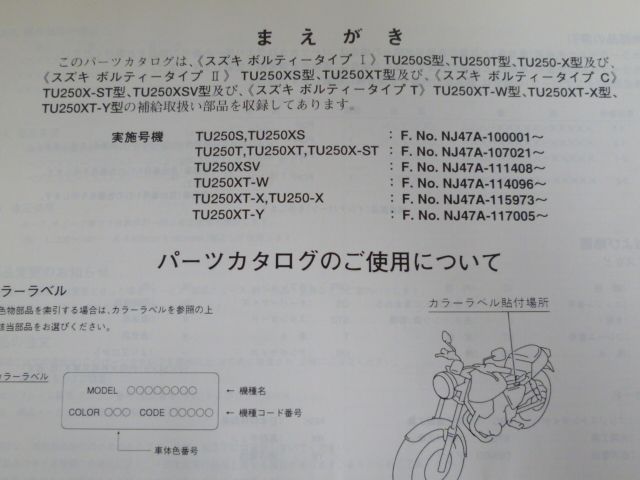 まえがき
このパーツカタログは、《スズキ ボルティータイプ Ⅰ》TU250S型、TU250T型、TU250-X型及び、
《スズキ ボルティータイプ Ⅱ》TU250XS型、TU250XT型及び、《スズキ ボルティータイプ C》
TU250X-ST型、TU250XSV型及び、《スズキ ボルティータイプ T》TU250XT-W型、TU250XT-X型、
TU250XT-Y型の補給取扱い部品を収録してあります。
実施号機 TU250S,TU250XS : F. No. NJ47A-100001～
TU250T,TU250XT,TU250X-ST : F. No. NJ47A-107021～
TU250XSV : F. No. NJ47A-111408～
TU250XT-W : F. No. NJ47A-114096～
TU250XT-X,TU250-X : F. No. NJ47A-115973～
TU250XT-Y : F. No. NJ47A-117005～
パーツカタログのご使用について
カラーラベル
色物部品を索引する場合は、カラーラベルを参照の上
該当部品をお選びください。
カラーラベル貼付場所
カラーラベル
MODEL ○○○○○○○○ ←機種名
COLOR ○○○ CODE ○○○○○ ←機種コード番号
車体色番号